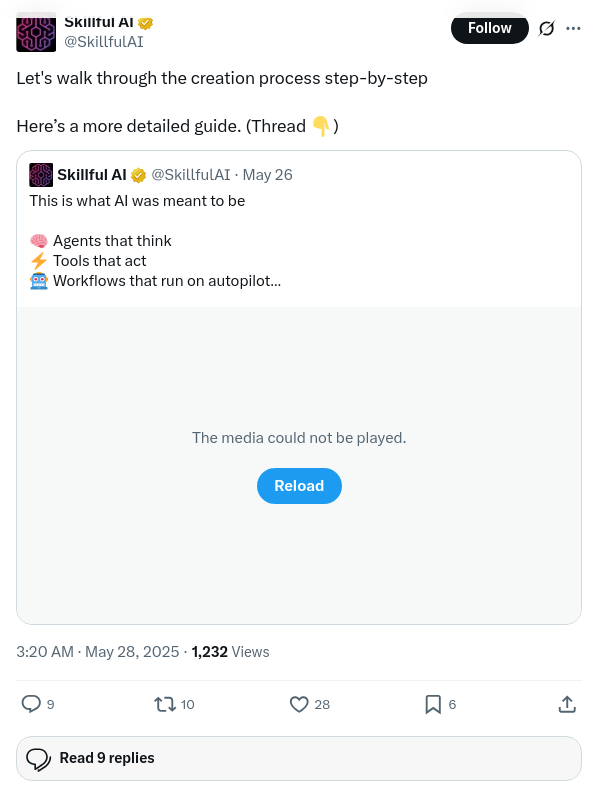 Skillful AI
@SkillfulAI
Follow
Let's walk through the creation process step-by-step
Here’s a more detailed guide. (Thread 👇)
Skillful AI @SkillfulAI · May 26
This is what AI was meant to be
🧠 Agents that think
⚡ Tools that act
🤖 Workflows that run on autopilot...
The media could not be played.
Reload
3:20 AM · May 28, 2025 · 1,232 Views
9 10 28 6
Read 9 replies